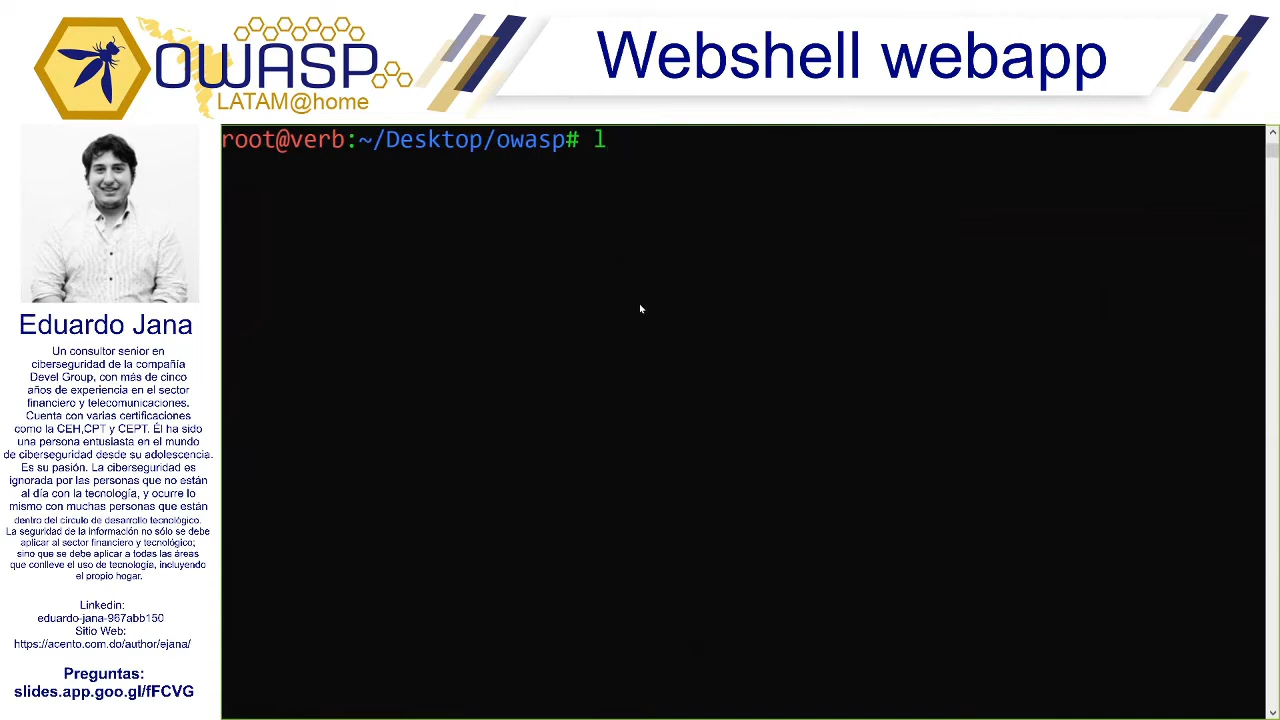 OWASP
LATAM@home
Webshell webapp
root@verb:~/Desktop/owasp# l
Eduardo Jana
Un consultor senior en
ciberseguridad de la compañía
Devel Group, con más de cinco
años de experiencia en el sector
financiero y telecomunicaciones.
Cuenta con varias certificaciones
como la CEH,CPT y CEPT. Él ha sido
una persona entusiasta en el mundo
de ciberseguridad desde su adolescencia.
Es su pasión. La ciberseguridad es
ignorada por las personas que no están
al día con la tecnología, y ocurre lo
mismo con muchas personas que están
dentro del círculo de desarrollo tecnológico.
La seguridad de la información no sólo se debe
aplicar al sector financiero y tecnológico;
sino que se debe aplicar a todas las áreas
que conlleve el uso de tecnología, incluyendo
el propio hogar.
Linkedin:
eduardo-jana-967abb150
Sitio Web:
https://acento.com.do/author/ejana/
Preguntas:
slides.app.goo.gl/fFCVG